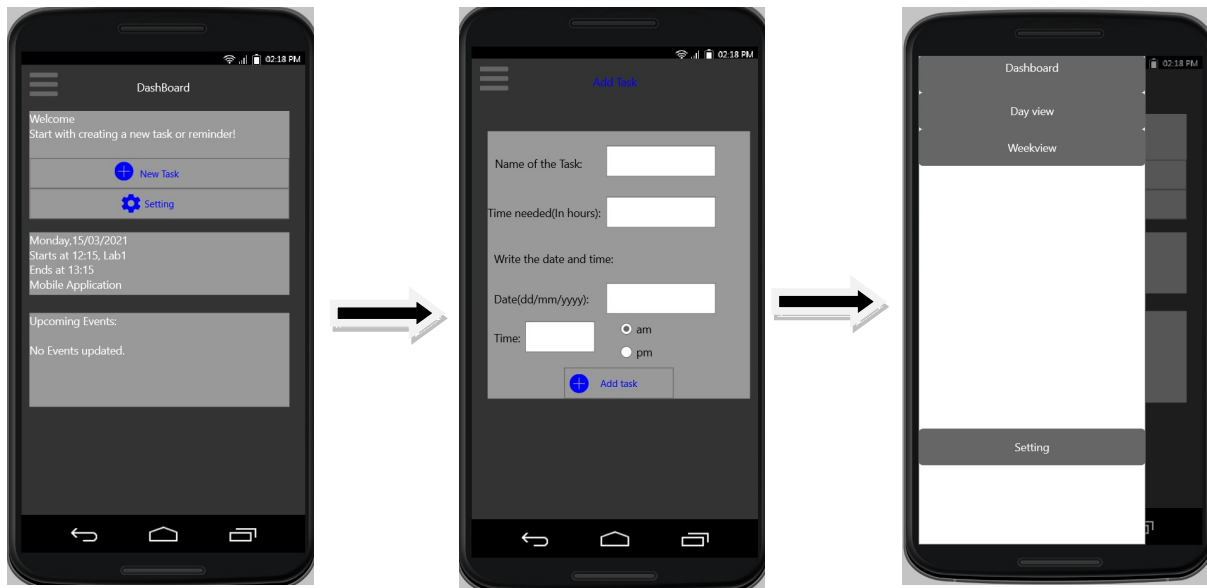 02:18 PM
DashBoard
Welcome
Start with creating a new task or reminder!
New Task
Setting
Monday,15/03/2021
Starts at 12:15, Lab1
Ends at 13:15
Mobile Application
Upcoming Events:
No Events updated.
02:18 PM
Add Task
Name of the Task:
Time needed(In hours):
Write the date and time:
Date(dd/mm/yyyy):
Time:
am
pm
Add task
02:18 PM
Dashboard
Day view
Weekview
Setting